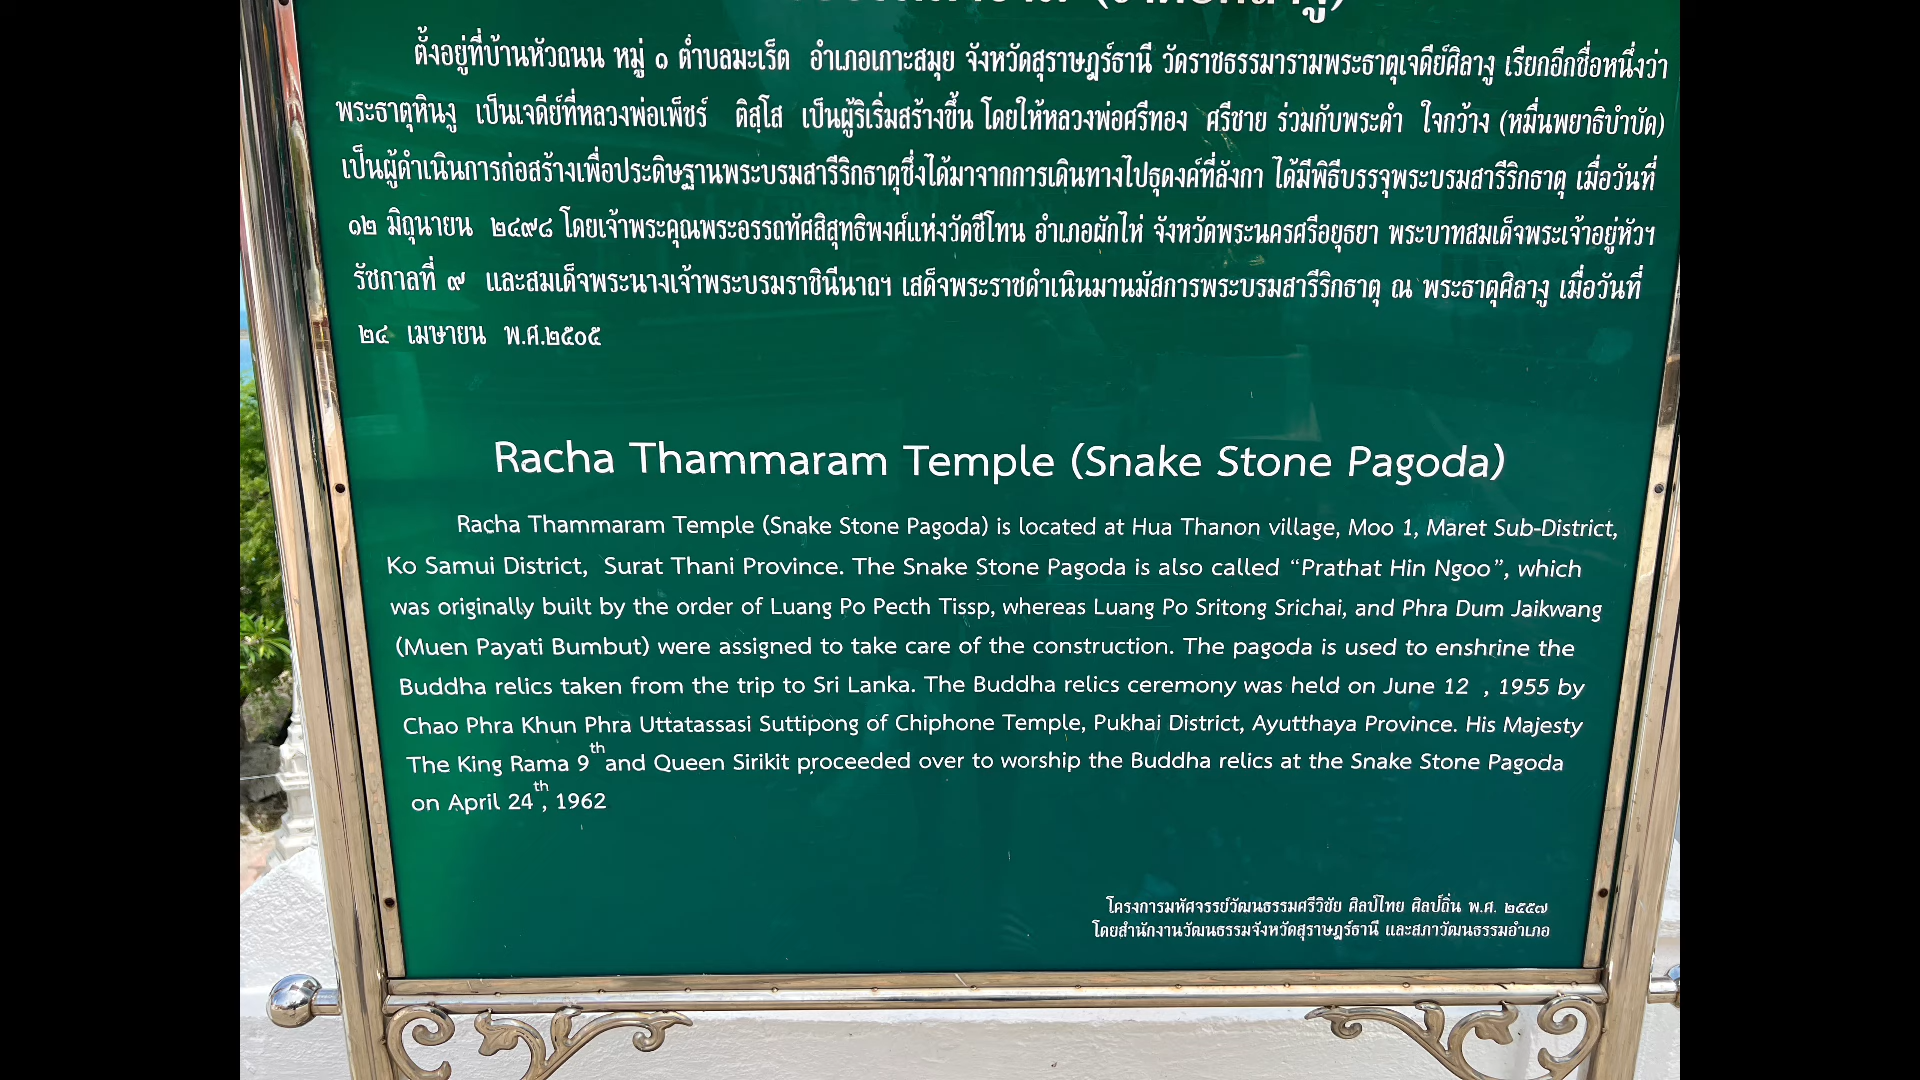 ตั้งอยู่ที่บ้านหัวถนน หมู่ ๑ ตำบลมะเร็ต อำเภอเกาะสมุย จังหวัดสุราษฎร์ธานี วัดราชธรรมารามพระธาตุเจดีย์ศิลางู เรียกอีกชื่อหนึ่งว่า
พระธาตุหินงู เป็นเจดีย์ที่หลวงพ่อเพ็ชร์ ติสฺโส เป็นผู้ริเริ่มสร้างขึ้น โดยให้หลวงพ่อศรีทอง ศรีชาย ร่วมกับพระดำ ใจกว้าง (หมื่นพยาธิบำบัด)
เป็นผู้ดำเนินการก่อสร้างเพื่อประดิษฐานพระบรมสารีริกธาตุซึ่งได้มาจากการเดินทางไปธุดงค์ที่ลังกา ได้มีพิธีบรรจุพระบรมสารีริกธาตุ เมื่อวันที่
๑๒ มิถุนายน ๒๔๙๘ โดยเจ้าพระคุณพระอรรถทัศสิสุทธิพงศ์แห่งวัดชีโทน อำเภอผักไห่ จังหวัดพระนครศรีอยุธยา พระบาทสมเด็จพระเจ้าอยู่หัวฯ
รัชกาลที่ ๙ และสมเด็จพระนางเจ้าพระบรมราชินีนาถฯ เสด็จพระราชดำเนินมานมัสการพระบรมสารีริกธาตุ ณ พระธาตุศิลางู เมื่อวันที่
๒๔ เมษายน พ.ศ.๒๕๐๕
Racha Thammaram Temple (Snake Stone Pagoda)
Racha Thammaram Temple (Snake Stone Pagoda) is located at Hua Thanon village, Moo 1, Maret Sub-District,
Ko Samui District, Surat Thani Province. The Snake Stone Pagoda is also called “Prathat Hin Ngoo”, which
was originally built by the order of Luang Po Pecth Tissp, whereas Luang Po Sritong Srichai, and Phra Dum Jaikwang
(Muen Payati Bumbut) were assigned to take care of the construction. The pagoda is used to enshrine the
Buddha relics taken from the trip to Sri Lanka. The Buddha relics ceremony was held on June 12 , 1955 by
Chao Phra Khun Phra Uttatassasi Suttipong of Chiphone Temple, Pukhai District, Ayutthaya Province. His Majesty
The King Rama 9th and Queen Sirikit proceeded over to worship the Buddha relics at the Snake Stone Pagoda
on April 24th, 1962
โครงการมหัศจรรย์วัฒนธรรมศรีวิชัย ศิลป์ไทย ศิลป์ถิ่น พ.ศ. ๒๕๕๗
โดยสำนักงานวัฒนธรรมจังหวัดสุราษฎร์ธานี และสภาวัฒนธรรมอำเภอ